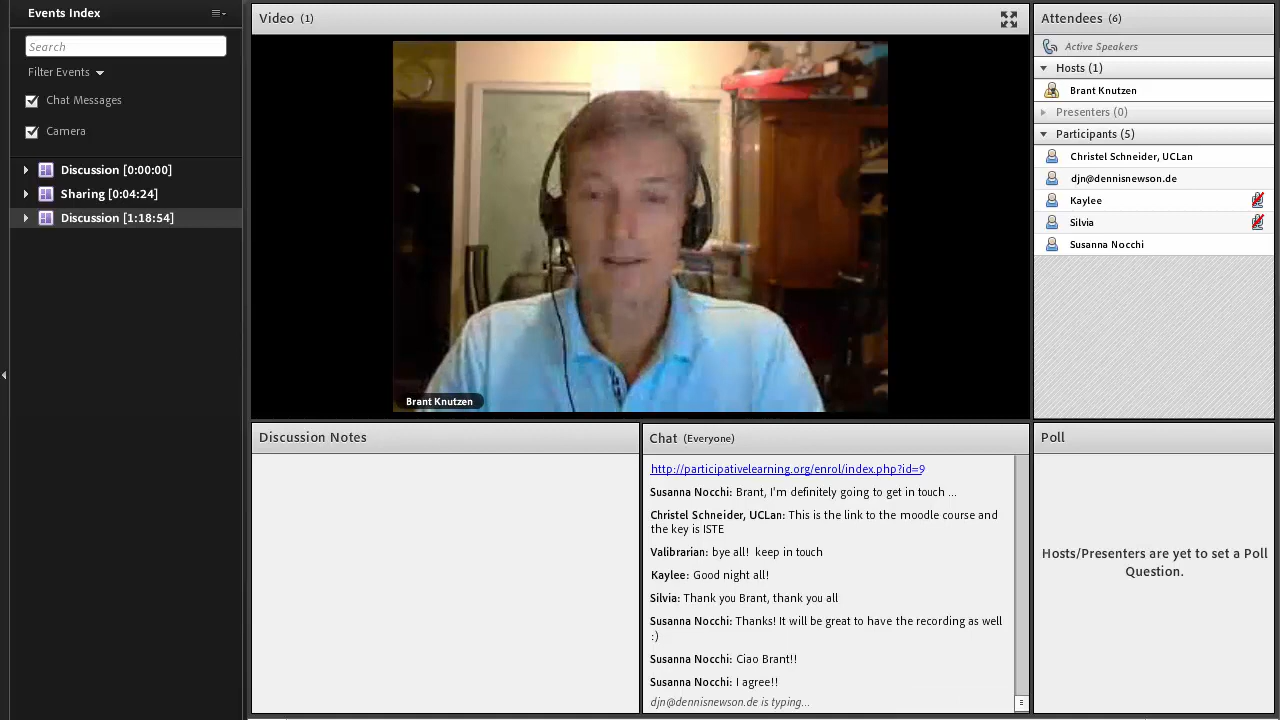 Events Index
Search
Filter Events
Chat Messages
Camera
Discussion [0:00:00]
Sharing [0:04:24]
Discussion [1:18:54]
Video (1)
Brant Knutzen
Attendees (6)
Active Speakers
Hosts (1)
Brant Knutzen
Presenters (0)
Participants (5)
Christel Schneider, UCLan
djn@dennisnewson.de
Kaylee
Silvia
Susanna Nocchi
Discussion Notes
Chat (Everyone)
http://participativelearning.org/enrol/index.php?id=9
Susanna Nocchi: Brant, I'm definitely going to get in touch ...
Christel Schneider, UCLan: This is the link to the moodle course and
the key is ISTE
Valibrarian: bye all!  keep in touch
Kaylee: Good night all!
Silvia: Thank you Brant, thank you all
Susanna Nocchi: Thanks! It will be great to have the recording as well
:)
Susanna Nocchi: Ciao Brant!!
Susanna Nocchi: I agree!!
djn@dennisnewson.de is typing...
Poll
Hosts/Presenters are yet to set a Poll
Question.